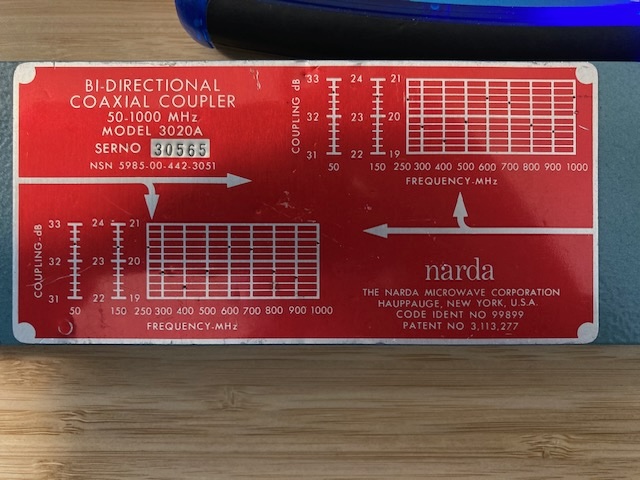 BI-DIRECTIONAL
COAXIAL COUPLER
50-1000 MHz
MODEL 3020A
SERNO 30565
NSN 5985-00-442-3051
COUPLING dB
33 24 21
32 23 20
31 22 19
50 150 250 300 400 500 600 700 800 900 1000
FREQUENCY-MHz
COUPLING-dB
33 24 21
32 23 20
31 22 19
50 150 250 300 400 500 600 700 800 900 1000
FREQUENCY-MHz
narda
THE NARDA MICROWAVE CORPORATION
HAUPPAUGE, NEW YORK, U.S.A.
CODE IDENT NO 99899
PATENT NO 3,113,277